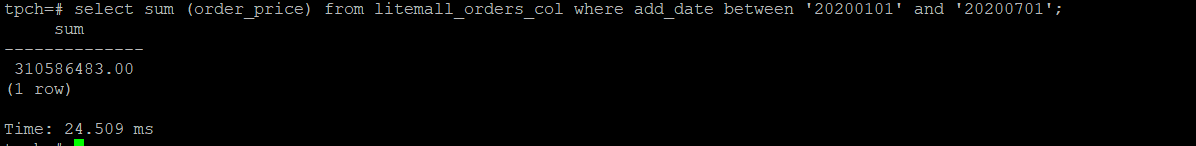 tpch=# select sum (order_price) from litemall_orders_col where add_date between '20200101' and '20200701';
     sum
--------------
 310586483.00
(1 row)

Time: 24.509 ms